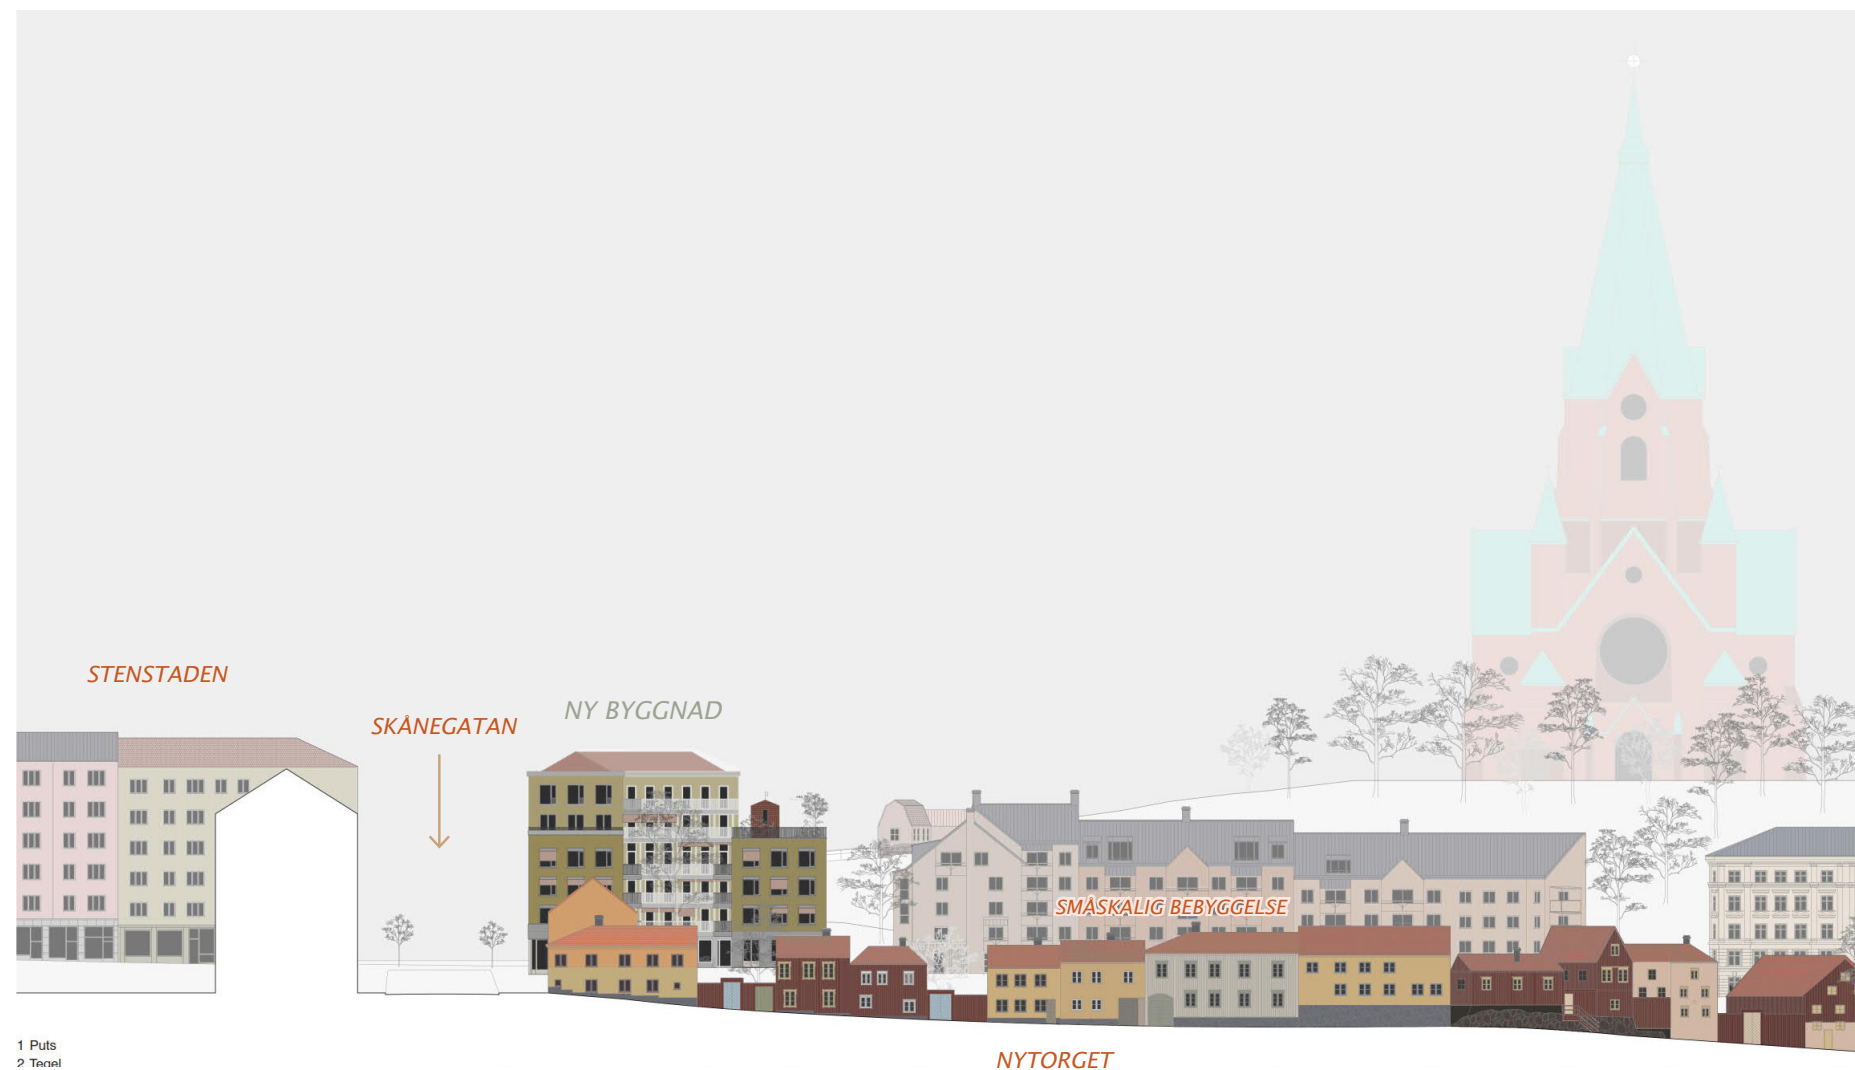 STENSTADEN
SKÅNEGATAN
NY BYGGNAD
SMÅSKALIG BEBYGGELSE
NYTORGET
1 Puts
2 Tegel